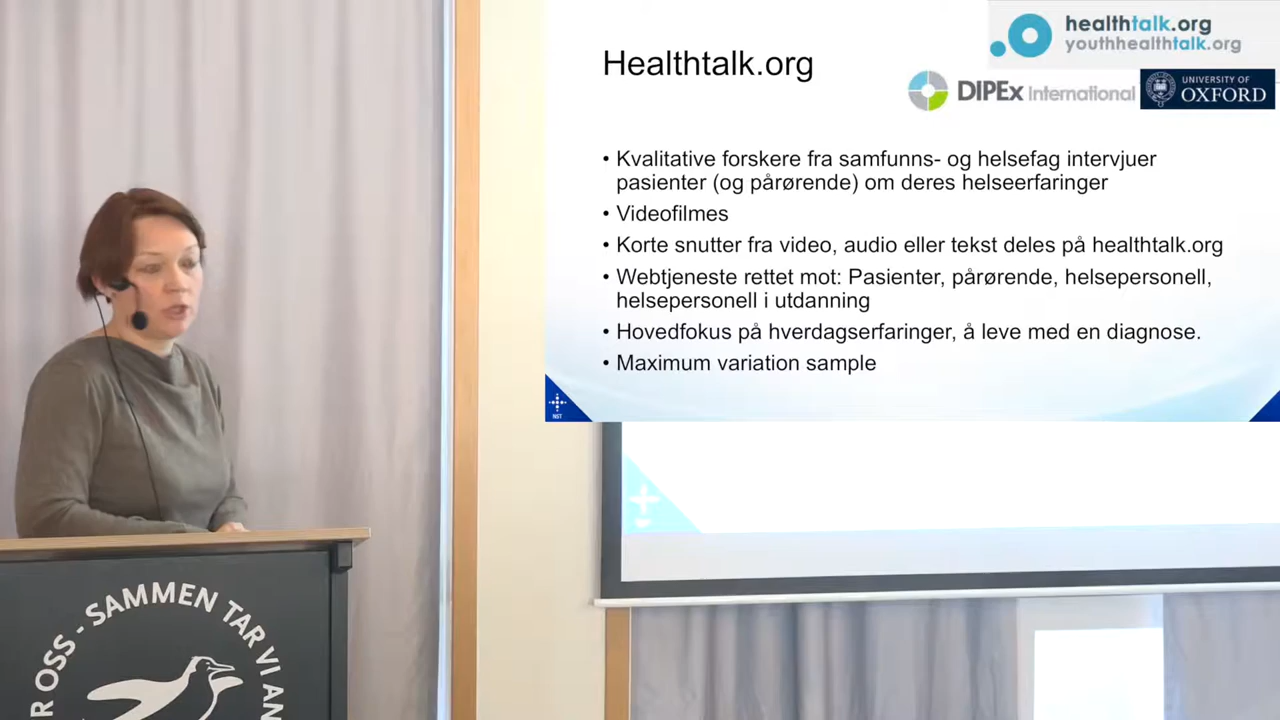 healthtalk.org
youthhealthtalk.org
Healthtalk.org
DIPEx International
UNIVERSITY OF
OXFORD
• Kvalitative forskere fra samfunns- og helsefag intervjuer
pasienter (og pårørende) om deres helseerfaringer
• Videofilmes
• Korte snutter fra video, audio eller tekst deles på healthtalk.org
• Webtjeneste rettet mot: Pasienter, pårørende, helsepersonell,
helsepersonell i utdanning
• Hovedfokus på hverdagserfaringer, å leve med en diagnose.
• Maximum variation sample
NST
R OSS - SAMMEN TAR VI AN